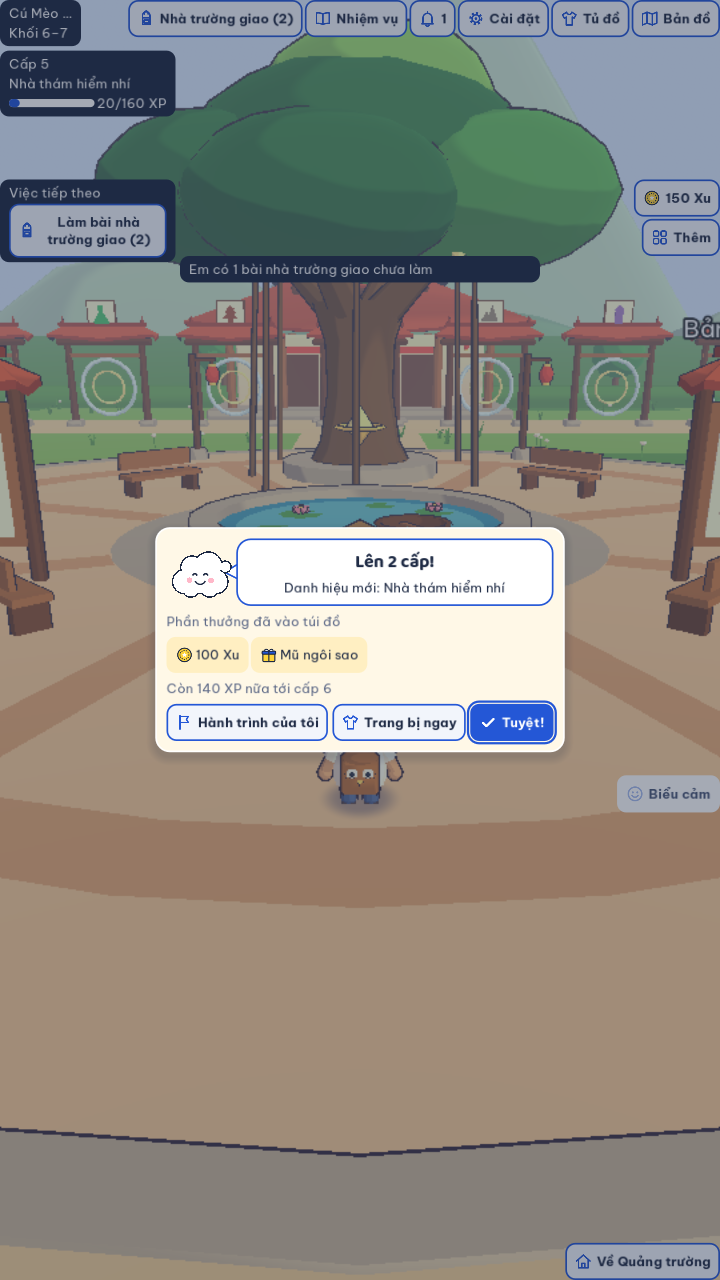 Cú Mèo ...
Khối 6–7
Nhà trường giao (2)
Nhiệm vụ
1
Cài đặt
Tủ đồ
Bản đồ
Cấp 5
Nhà thám hiểm nhí
20/160 XP
Việc tiếp theo
Làm bài nhà
trường giao (2)
150 Xu
Thêm
Em có 1 bài nhà trường giao chưa làm
Lên 2 cấp!
Danh hiệu mới: Nhà thám hiểm nhí
Phần thưởng đã vào túi đồ
100 Xu
Mũ ngôi sao
Còn 140 XP nữa tới cấp 6
Hành trình của tôi
Trang bị ngay
Tuyệt!
Biểu cảm
Về Quảng trường